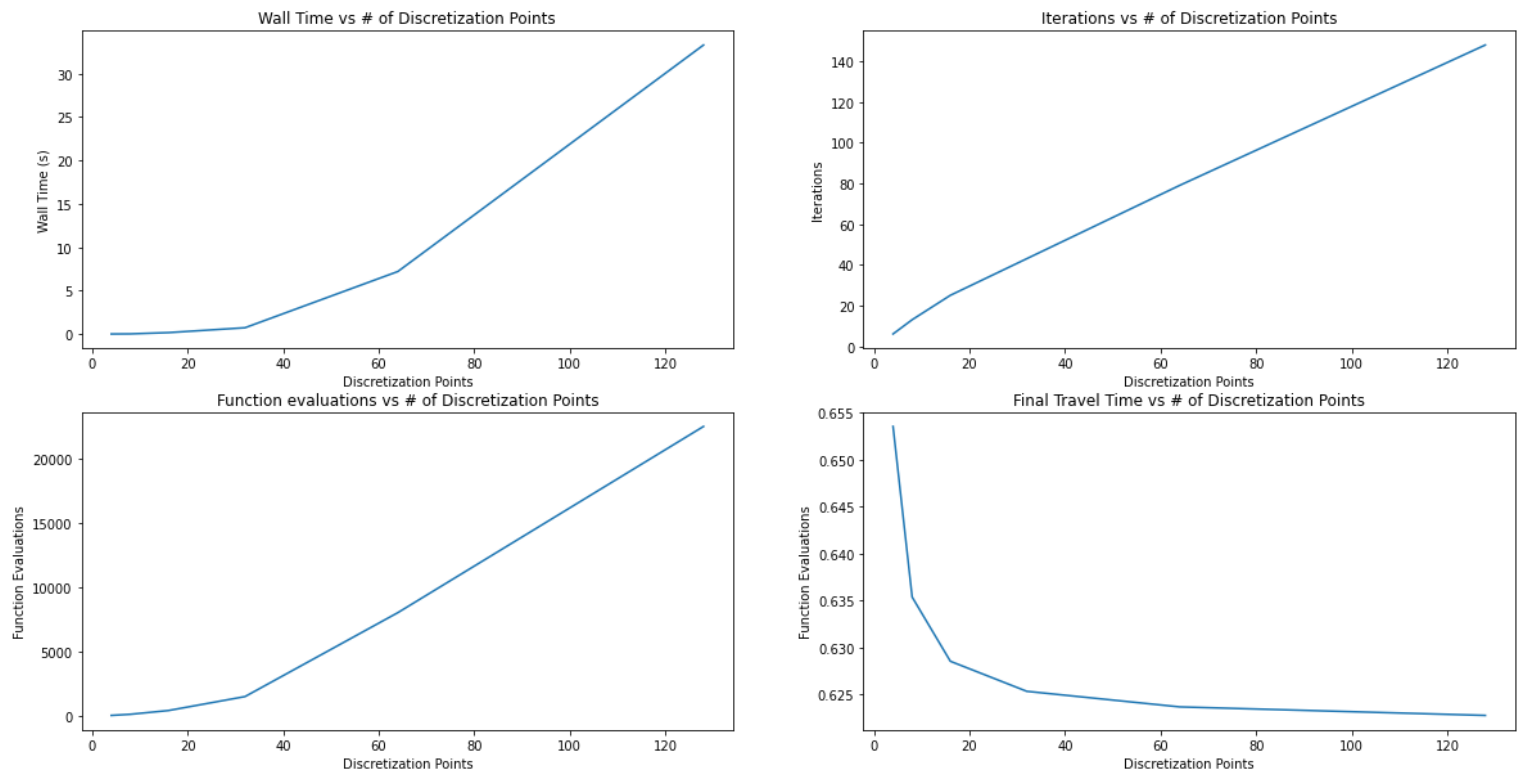 Wall Time vs # of Discretization Points
Wall Time (s)
30
25
20
15
10
5
0
0 20 40 60 80 100 120
Discretization Points
Iterations vs # of Discretization Points
Iterations
140
120
100
80
60
40
20
0
0 20 40 60 80 100 120
Discretization Points
Function evaluations vs # of Discretization Points
Function Evaluations
20000
15000
10000
5000
0
0 20 40 60 80 100 120
Discretization Points
Final Travel Time vs # of Discretization Points
Function Evaluations
0.655
0.650
0.645
0.640
0.635
0.630
0.625
0 20 40 60 80 100 120
Discretization Points